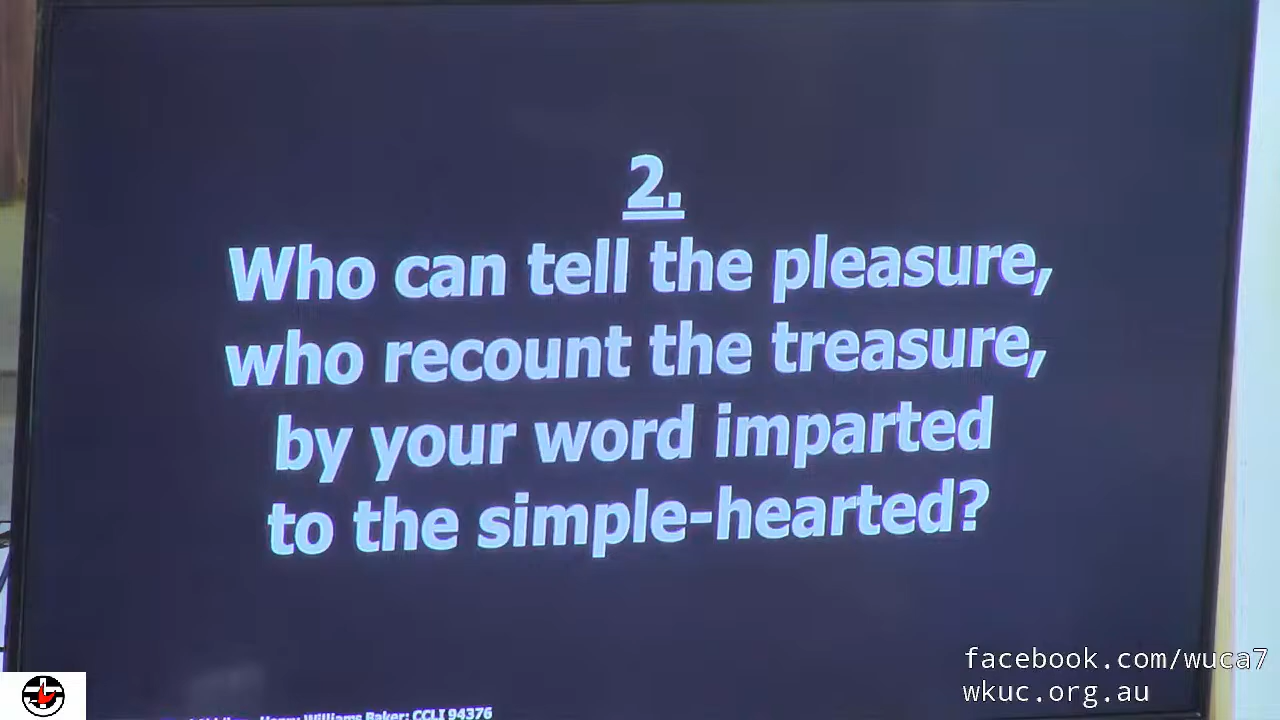 2.
Who can tell the pleasure,
who recount the treasure,
by your word imparted
to the simple-hearted?
facebook.com/wuca7
wkuc.org.au
Henry Williams Baker; CCLI 94376